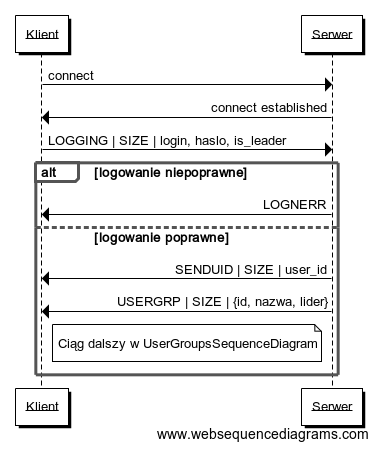 Klient Serwer
connect
connect established
LOGGING | SIZE | login, haslo, is_leader
alt [logowanie niepoprawne]
LOGNERR
[logowanie poprawne]
SENDUID | SIZE | user_id
USERGRP | SIZE | {id, nazwa, lider}
Ciąg dalszy w UserGroupsSequenceDiagram
Klient Serwer
www.websequencediagrams.com